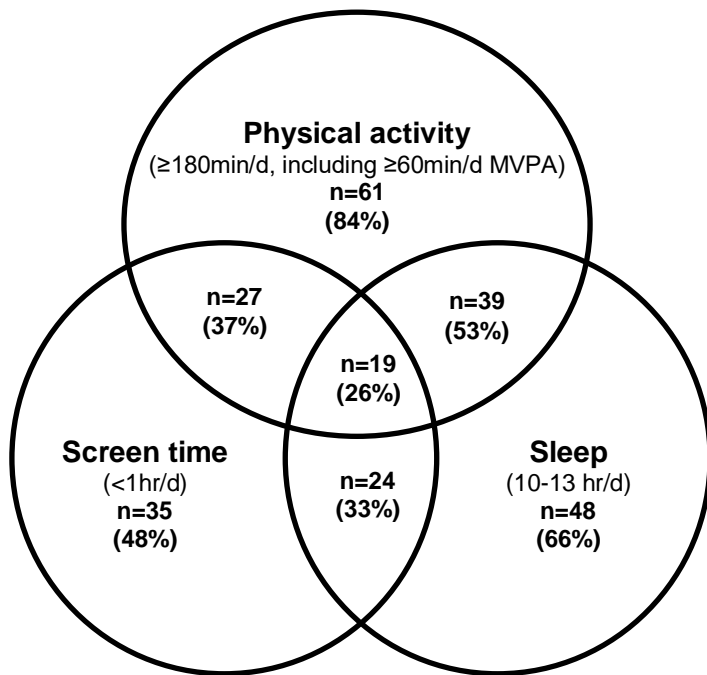 Physical activity
(≥180min/d, including ≥60min/d MVPA)
n=61
(84%)
n=27
(37%)
n=39
(53%)
n=19
(26%)
Screen time
(<1hr/d)
n=35
(48%)
n=24
(33%)
Sleep
(10-13 hr/d)
n=48
(66%)